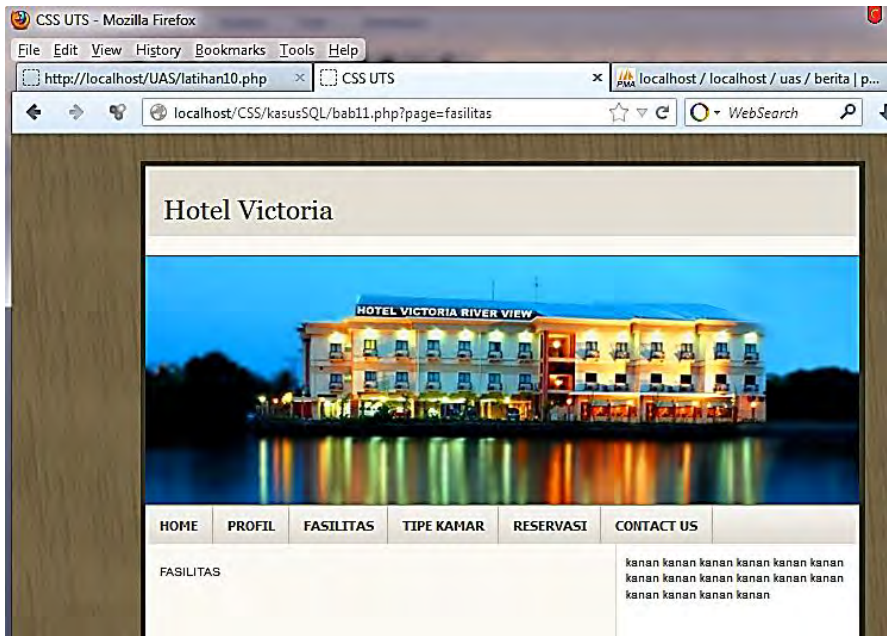 CSS UTS - Mozilla Firefox
File Edit View History Bookmarks Tools Help
http://localhost/UAS/latihan10.php × CSS UTS × PMA localhost / localhost / uas / berita | p...
localhost/CSS/kasusSQL/bab11.php?page=fasilitas WebSearch
Hotel Victoria
HOTEL VICTORIA RIVER VIEW
HOME PROFIL FASILITAS TIPE KAMAR RESERVASI CONTACT US
FASILITAS
kanan kanan kanan kanan kanan kanan
kanan kanan kanan kanan kanan kanan
kanan kanan kanan kanan